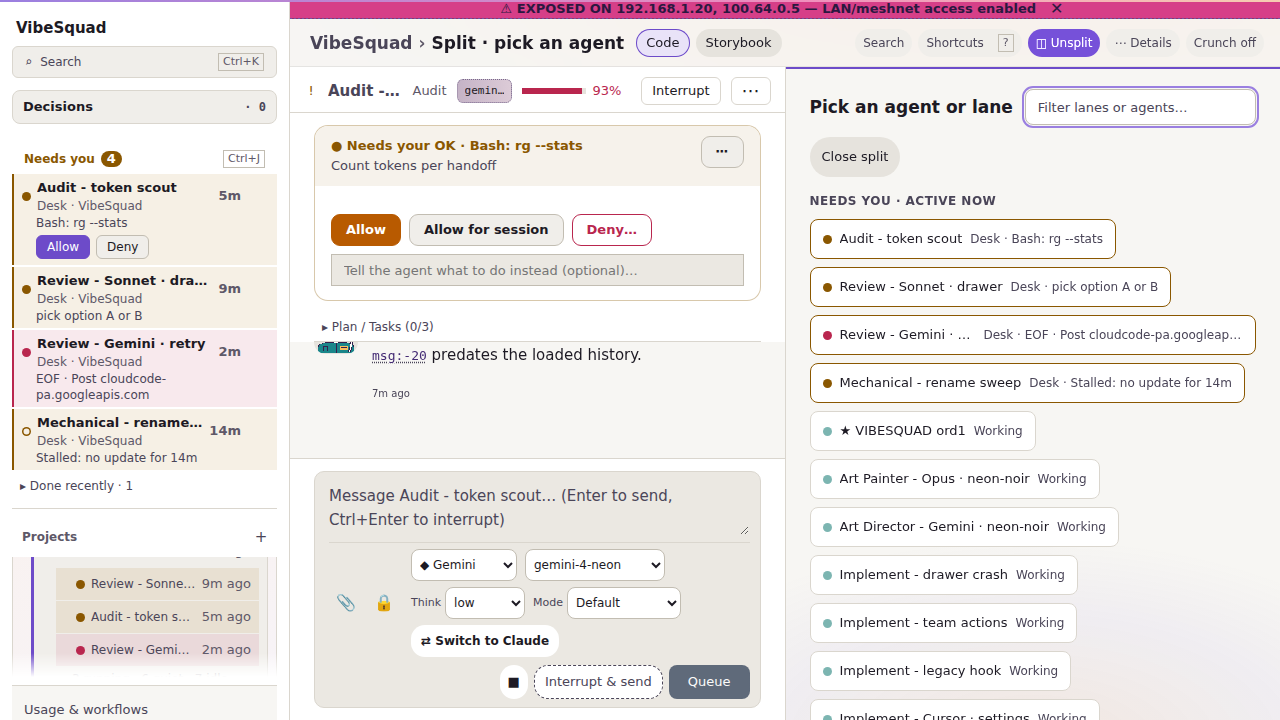 VibeSquad
⌕ Search Ctrl+K
Decisions · 0
Needs you 4 Ctrl+J
Audit - token scout 5m
Desk · VibeSquad
Bash: rg --stats
Allow Deny
Review - Sonnet · dra… 9m
Desk · VibeSquad
pick option A or B
Review - Gemini · retry 2m
Desk · VibeSquad
EOF · Post cloudcode-
pa.googleapis.com
Mechanical - rename… 14m
Desk · VibeSquad
Stalled: no update for 14m
▸ Done recently · 1
Projects +
Review - Sonne… 9m ago
Audit - token s… 5m ago
Review - Gemi… 2m ago
Usage & workflows
⚠ EXPOSED ON 192.168.1.20, 100.64.0.5 — LAN/meshnet access enabled ✕
VibeSquad › Split · pick an agent Code Storybook Search Shortcuts ? ◫ Unsplit ··· Details Crunch off
! Audit -… Audit gemin… 93% Interrupt ···
● Needs your OK · Bash: rg --stats ···
Count tokens per handoff
Allow Allow for session Deny…
Tell the agent what to do instead (optional)…
▸ Plan / Tasks (0/3)
msg:-20 predates the loaded history.
7m ago
Message Audit - token scout… (Enter to send,
Ctrl+Enter to interrupt)
◆ Gemini gemini-4-neon
Think low Mode Default
⇄ Switch to Claude
■ Interrupt & send Queue
Pick an agent or lane Filter lanes or agents…
Close split
NEEDS YOU · ACTIVE NOW
Audit - token scout Desk · Bash: rg --stats
Review - Sonnet · drawer Desk · pick option A or B
Review - Gemini · … Desk · EOF · Post cloudcode-pa.googleap…
Mechanical - rename sweep Desk · Stalled: no update for 14m
★ VIBESQUAD ord1 Working
Art Painter - Opus · neon-noir Working
Art Director - Gemini · neon-noir Working
Implement - drawer crash Working
Implement - team actions Working
Implement - legacy hook Working
Implement - Cursor · settings Working